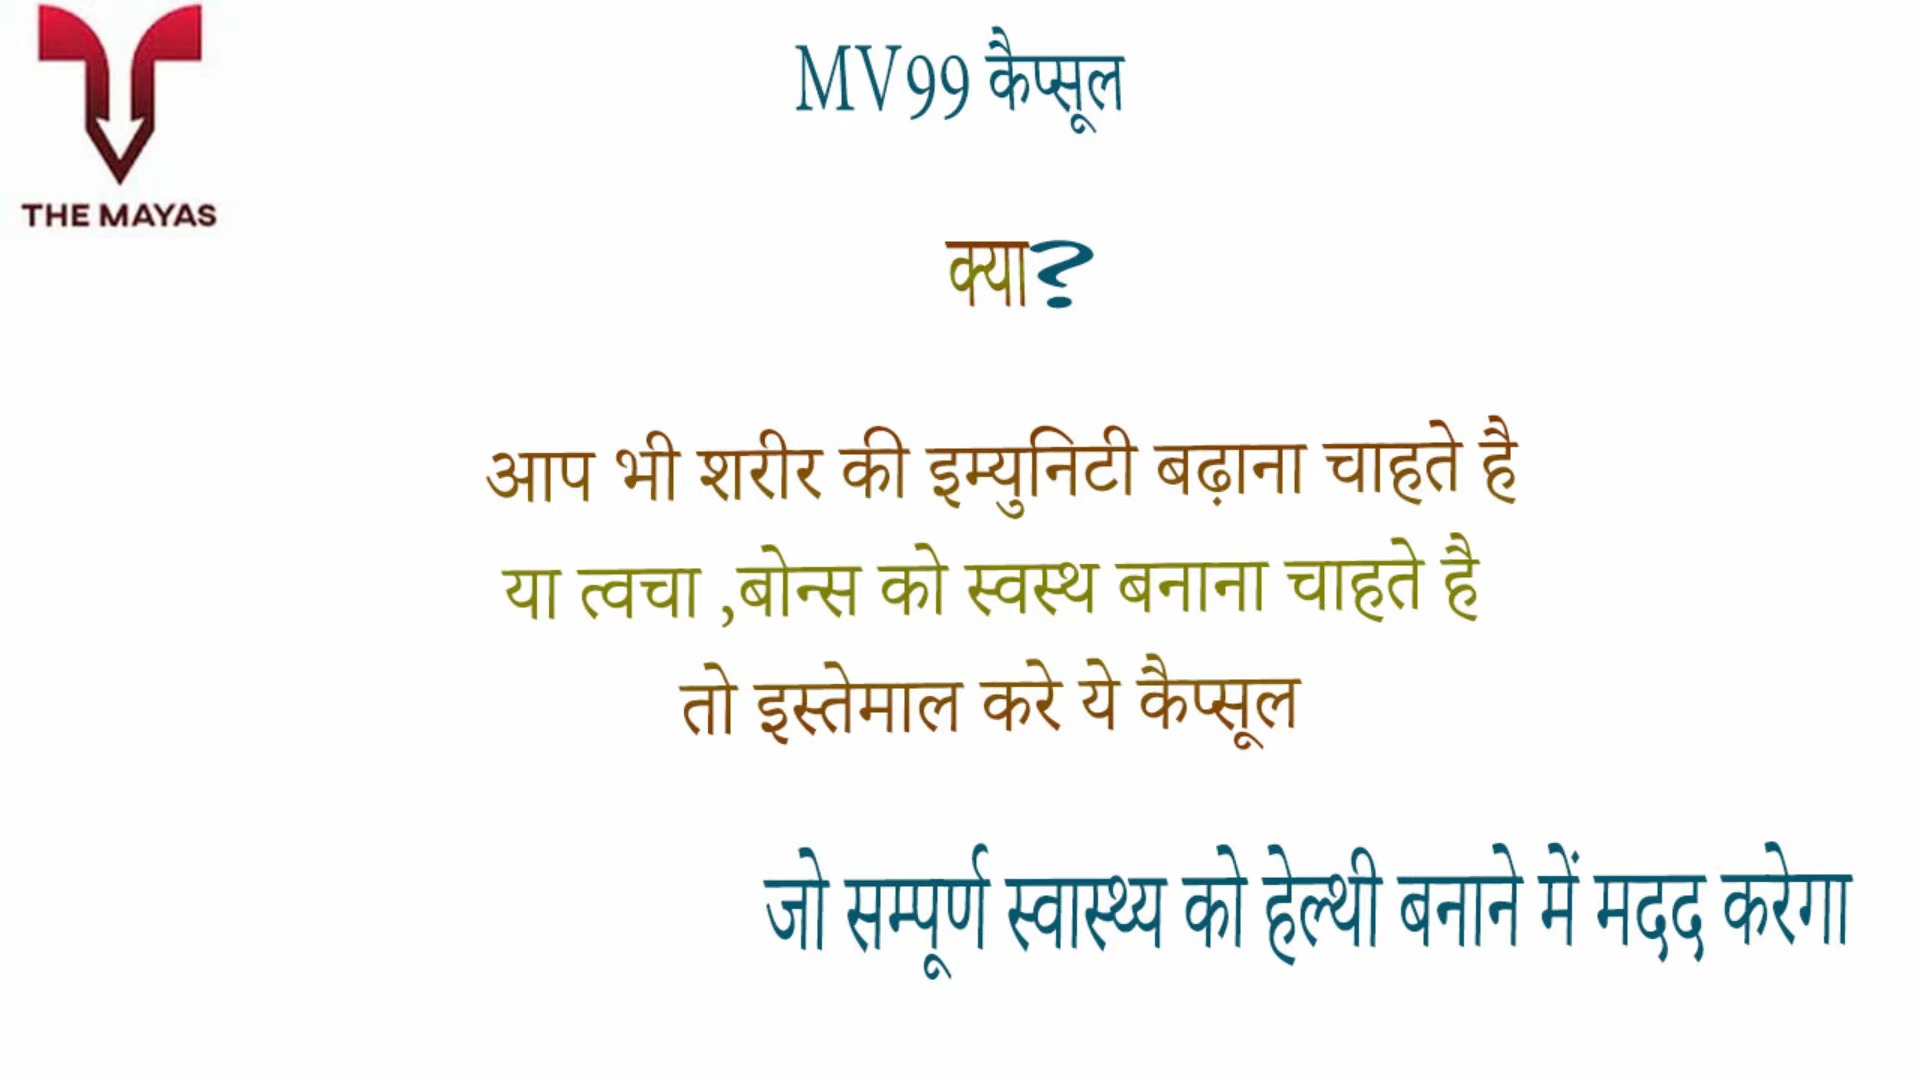 THE MAYAS
MV99 कैप्सूल
क्या?
आप भी शरीर की इम्युनिटी बढ़ाना चाहते है
या त्वचा ,बोन्स को स्वस्थ बनाना चाहते है
तो इस्तेमाल करे ये कैप्सूल
जो सम्पूर्ण स्वास्थ्य को हेल्थी बनाने में मदद करेगा